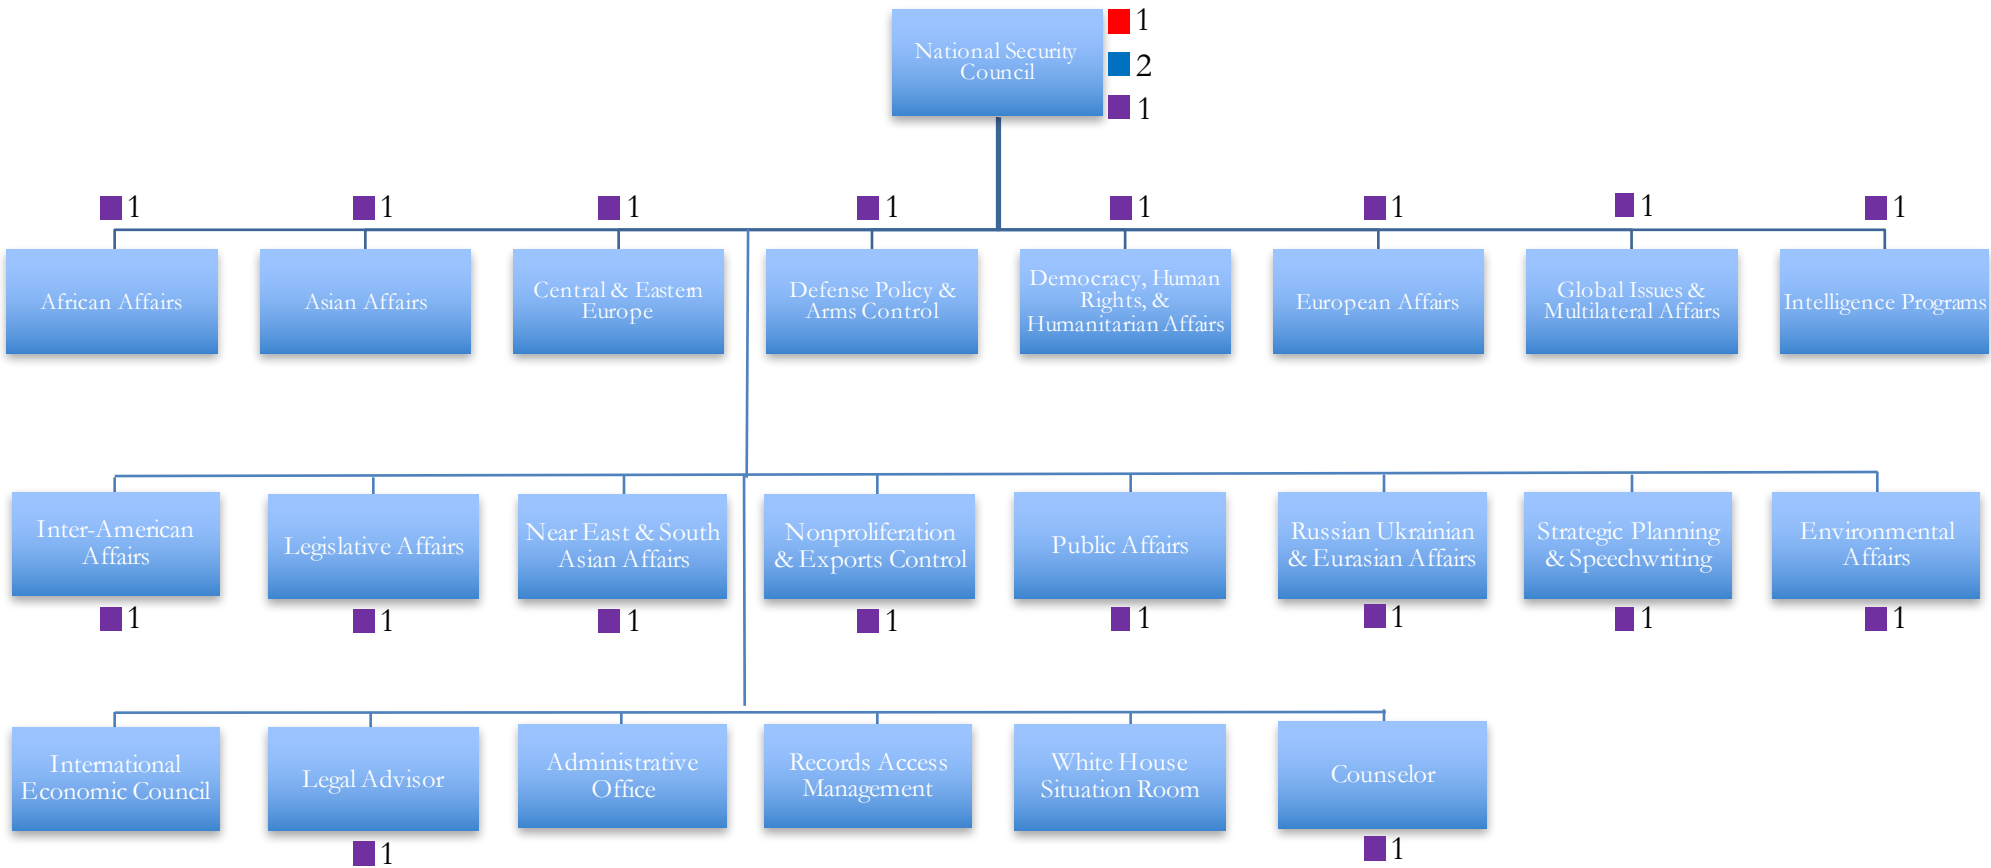 National Security
Council
1
2
1
1
1
1
1
1
1
1
1
African Affairs
Asian Affairs
Central & Eastern
Europe
Defense Policy &
Arms Control
Democracy, Human
Rights, &
Humanitarian Affairs
European Affairs
Global Issues &
Multilateral Affairs
Intelligence Programs
Inter-American
Affairs
Legislative Affairs
Near East & South
Asian Affairs
Nonproliferation
& Exports Control
Public Affairs
Russian Ukrainian
& Eurasian Affairs
Strategic Planning
& Speechwriting
Environmental
Affairs
1
1
1
1
1
1
1
1
International
Economic Council
Legal Advisor
Administrative
Office
Records Access
Management
White House
Situation Room
Counselor
1
1